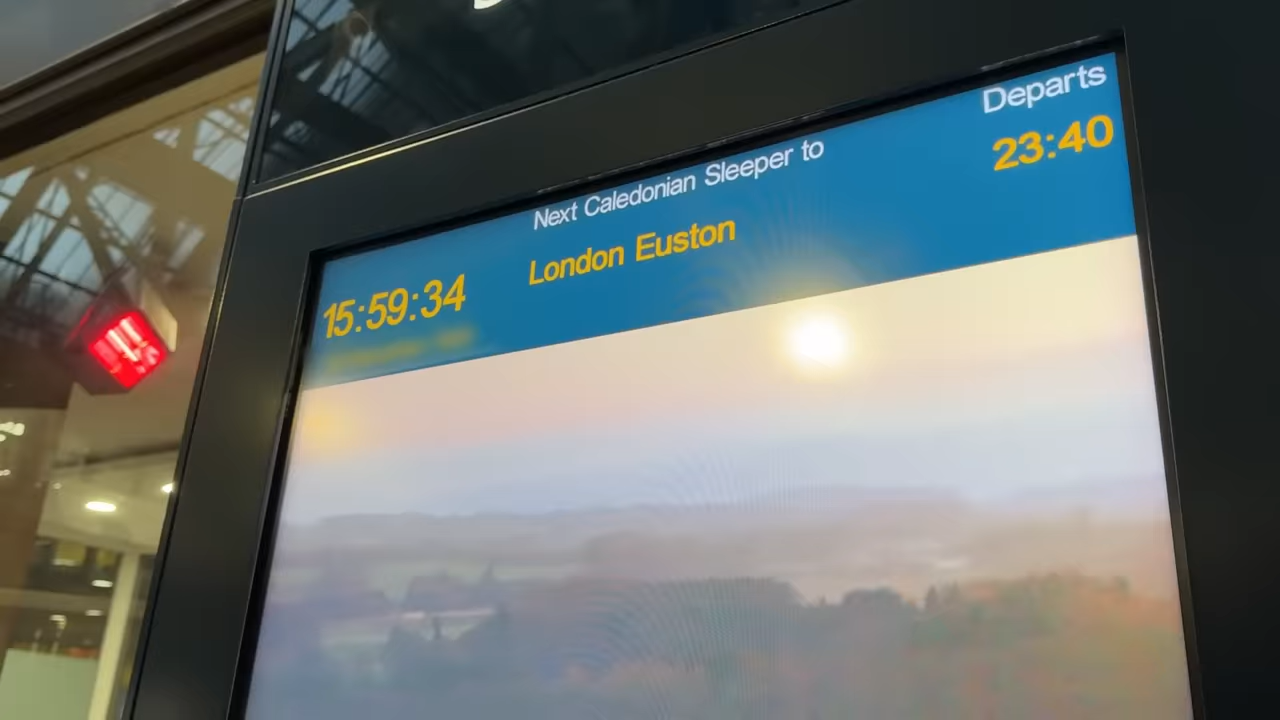 Departs
23:40
Next Caledonian Sleeper to
London Euston
15:59:34